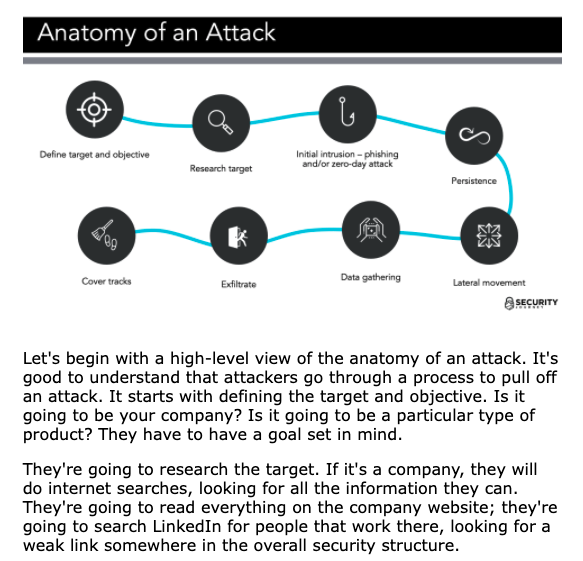 Anatomy of an Attack
Define target and objective
Research target
Initial intrusion – phishing
and/or zero-day attack
Persistence
Cover tracks
Exfiltrate
Data gathering
Lateral movement
SECURITY
JOURNEY
Let's begin with a high-level view of the anatomy of an attack. It's
good to understand that attackers go through a process to pull off
an attack. It starts with defining the target and objective. Is it
going to be your company? Is it going to be a particular type of
product? They have to have a goal set in mind.
They're going to research the target. If it's a company, they will
do internet searches, looking for all the information they can.
They're going to read everything on the company website; they're
going to search LinkedIn for people that work there, looking for a
weak link somewhere in the overall security structure.